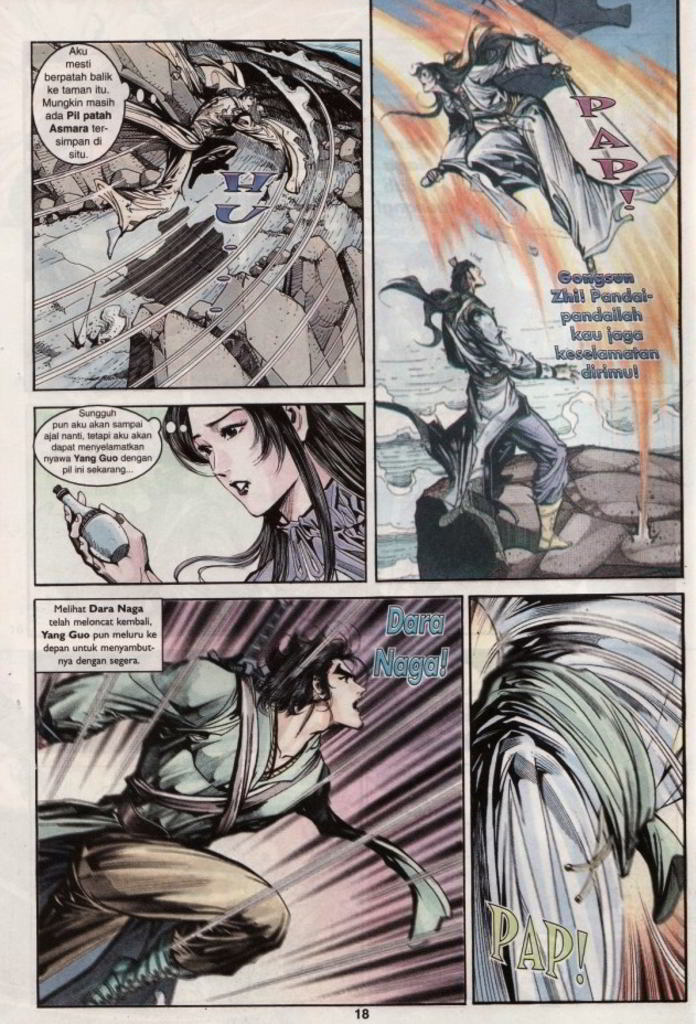 Aku
mesti
berpatah balik
ke taman itu.
Mungkin masih
ada Pil patah
Asmara ter-
simpan di
situ.
HU...
PAP!
Gongsun
Zhi! Pandai-
pandailah
kau jaga
keselamatan
dirimu!
Sungguh
pun aku akan sampai
ajal nanti, tetapi aku akan
dapat menyelamatkan
nyawa Yang Guo dengan
pil ini sekarang...
Melihat Dara Naga
telah meloncat kembali,
Yang Guo pun meluru ke
depan untuk menyambut-
nya dengan segera.
Dara
Naga!
PAP!
18